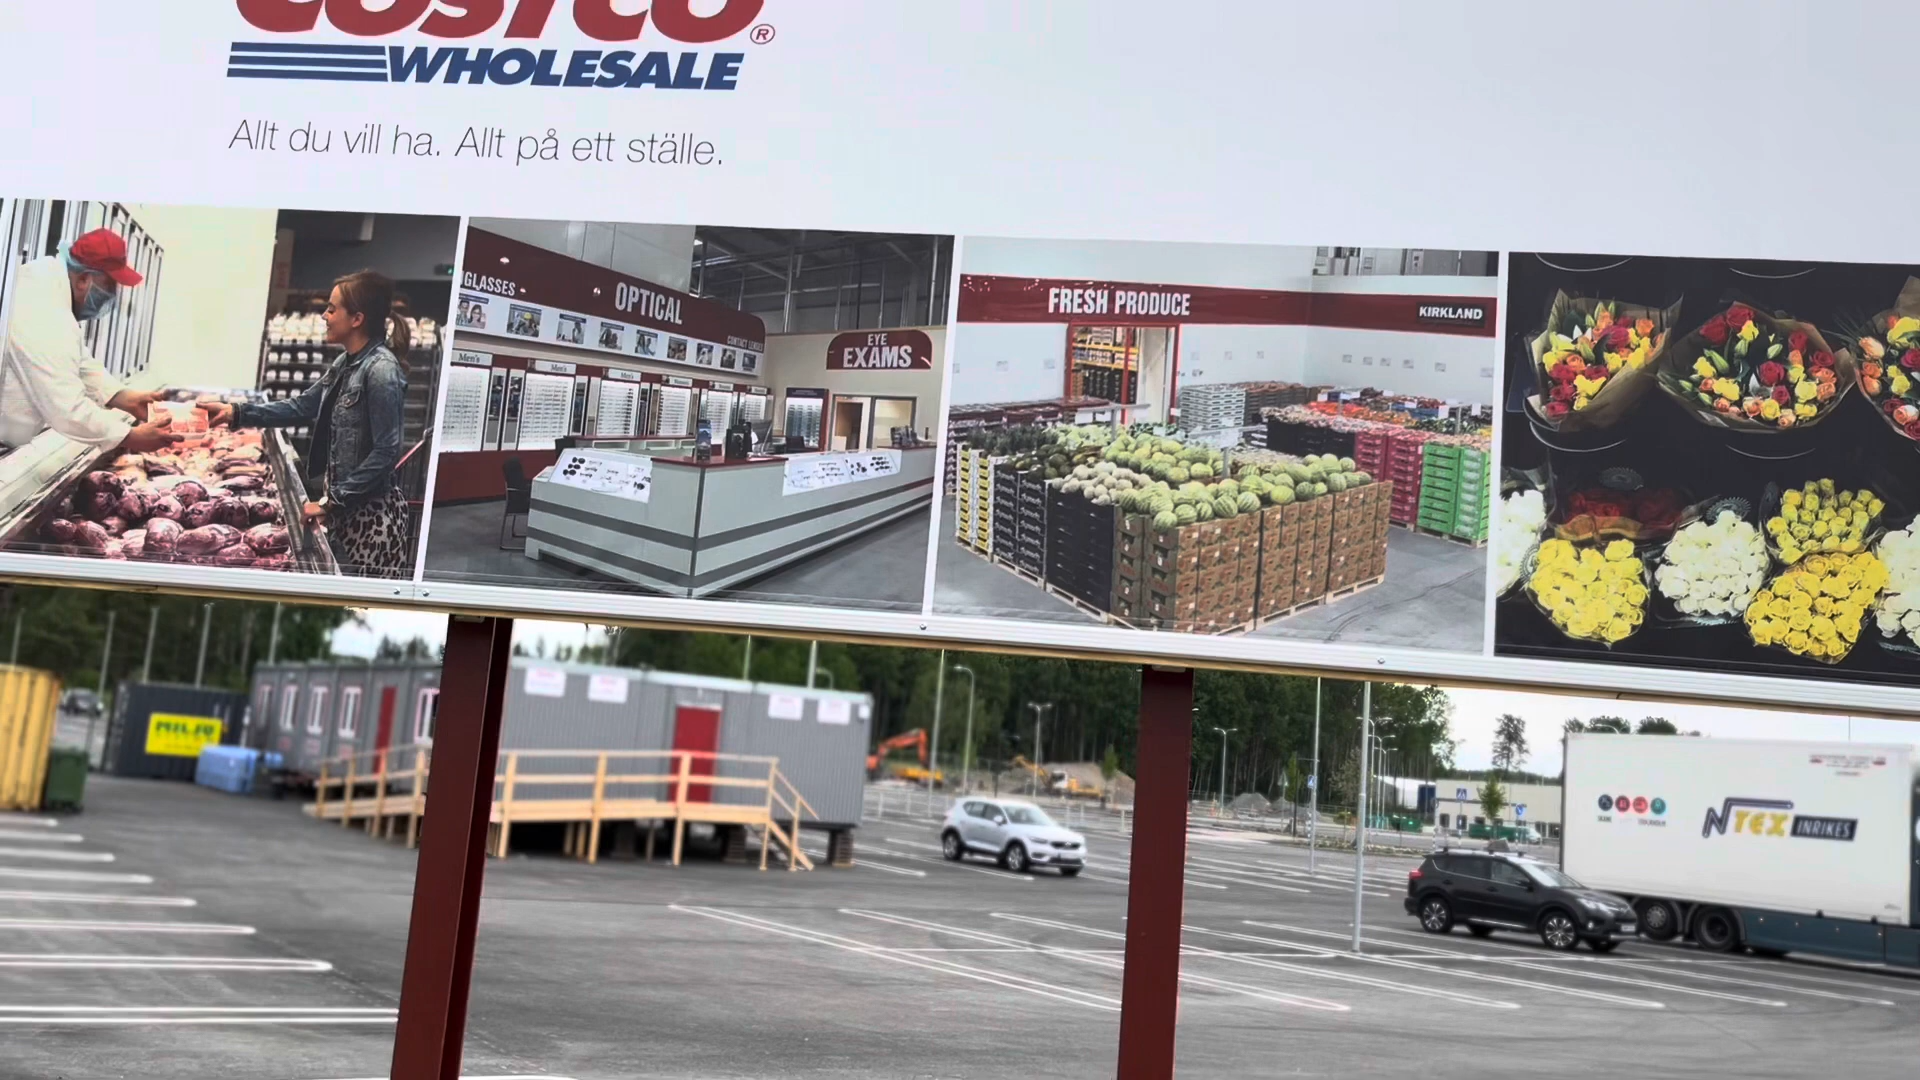 COSTCO®
WHOLESALE
Allt du vill ha. Allt på ett ställe.
OPTICAL
CONTACT LENSES
Men's
Men's
Men's
EYE
EXAMS
FRESH PRODUCE
KIRKLAND
NTEX INRIKES